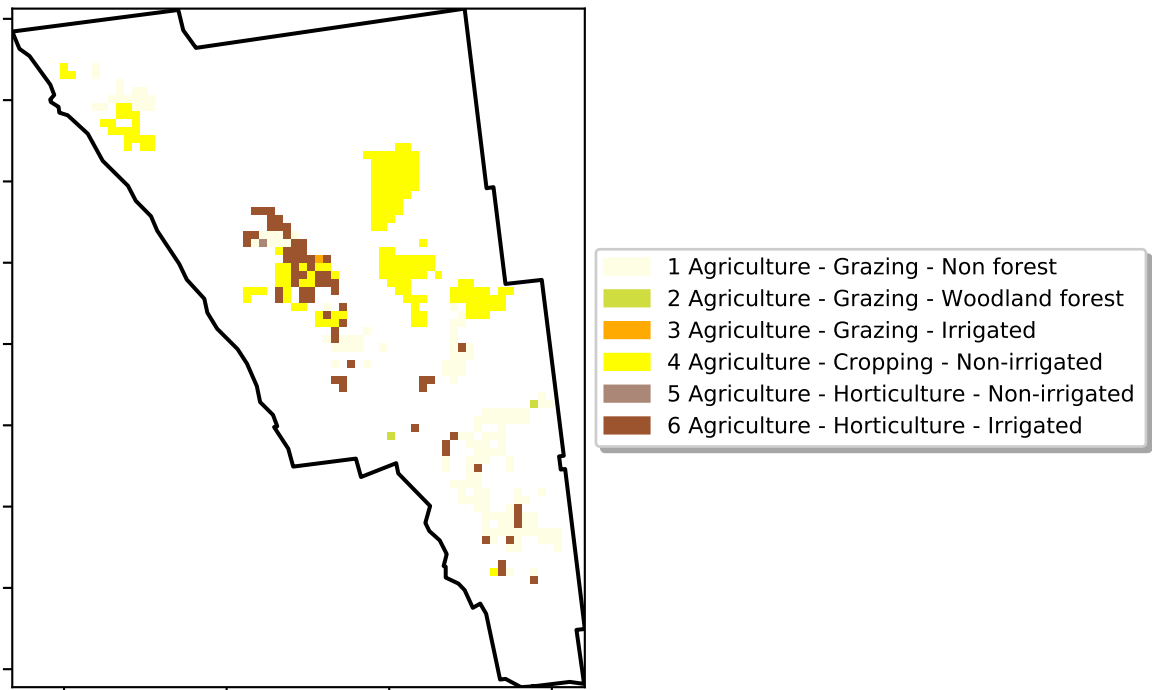 1 Agriculture - Grazing - Non forest
2 Agriculture - Grazing - Woodland forest
3 Agriculture - Grazing - Irrigated
4 Agriculture - Cropping - Non-irrigated
5 Agriculture - Horticulture - Non-irrigated
6 Agriculture - Horticulture - Irrigated